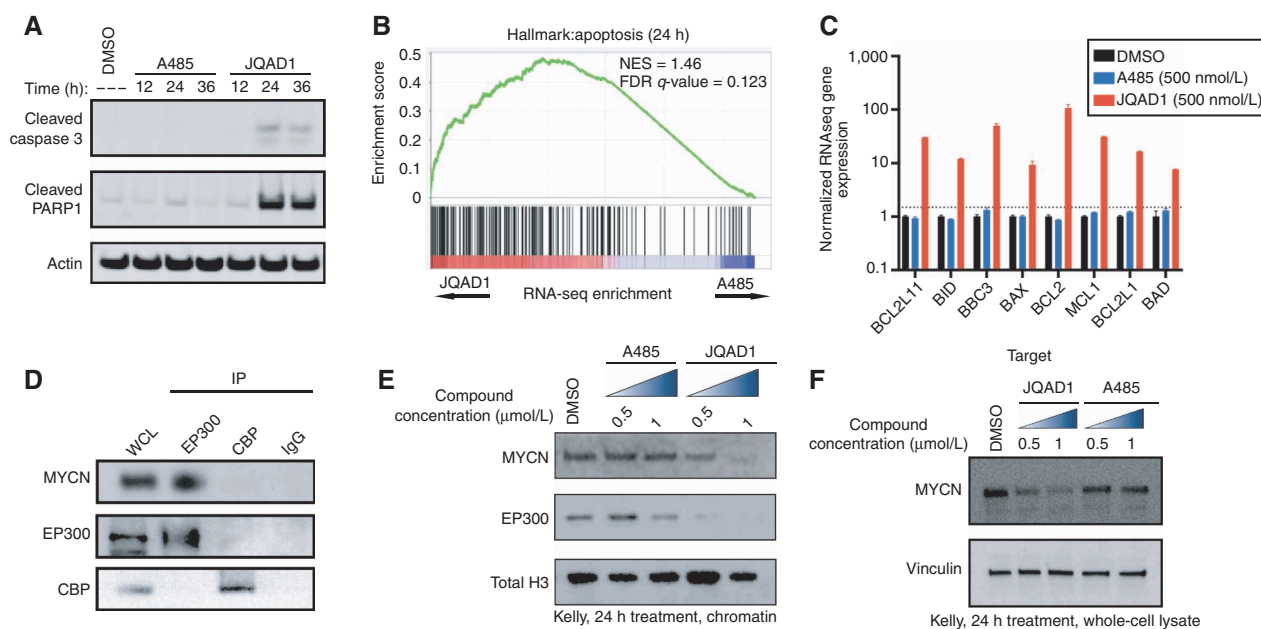 A
DMSO
A485
JQAD1
Time (h): --- 12 24 36 12 24 36
Cleaved
caspase 3
Cleaved
PARP1
Actin
B
Hallmark:apoptosis (24 h)
NES = 1.46
FDR q-value = 0.123
Enrichment score
0.5
0.4
0.3
0.2
0.1
0
JQAD1
RNA-seq enrichment
A485
C
Normalized RNAseq gene
expression
1,000
100
10
1
0.1
DMSO
A485 (500 nmol/L)
JQAD1 (500 nmol/L)
BCL2L11
BID
BBC3
BAX
BCL2
MCL1
BCL2L1
BAD
Target
D
IP
WCL
EP300
CBP
IgG
MYCN
EP300
CBP
E
A485
JQAD1
Compound
concentration (μmol/L)
DMSO
0.5 1 0.5 1
MYCN
EP300
Total H3
Kelly, 24 h treatment, chromatin
F
JQAD1
A485
Compound
concentration (μmol/L)
DMSO
0.5 1 0.5 1
MYCN
Vinculin
Kelly, 24 h treatment, whole-cell lysate